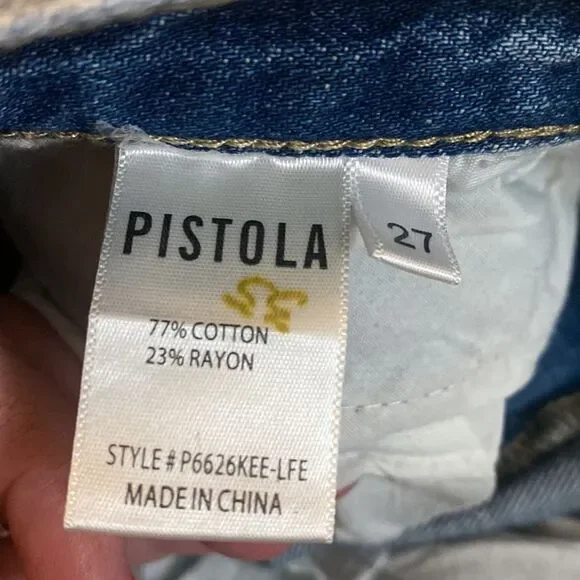 PISTOLA
27
77% COTTON
23% RAYON
STYLE # P6626KEE-LFE
MADE IN CHINA